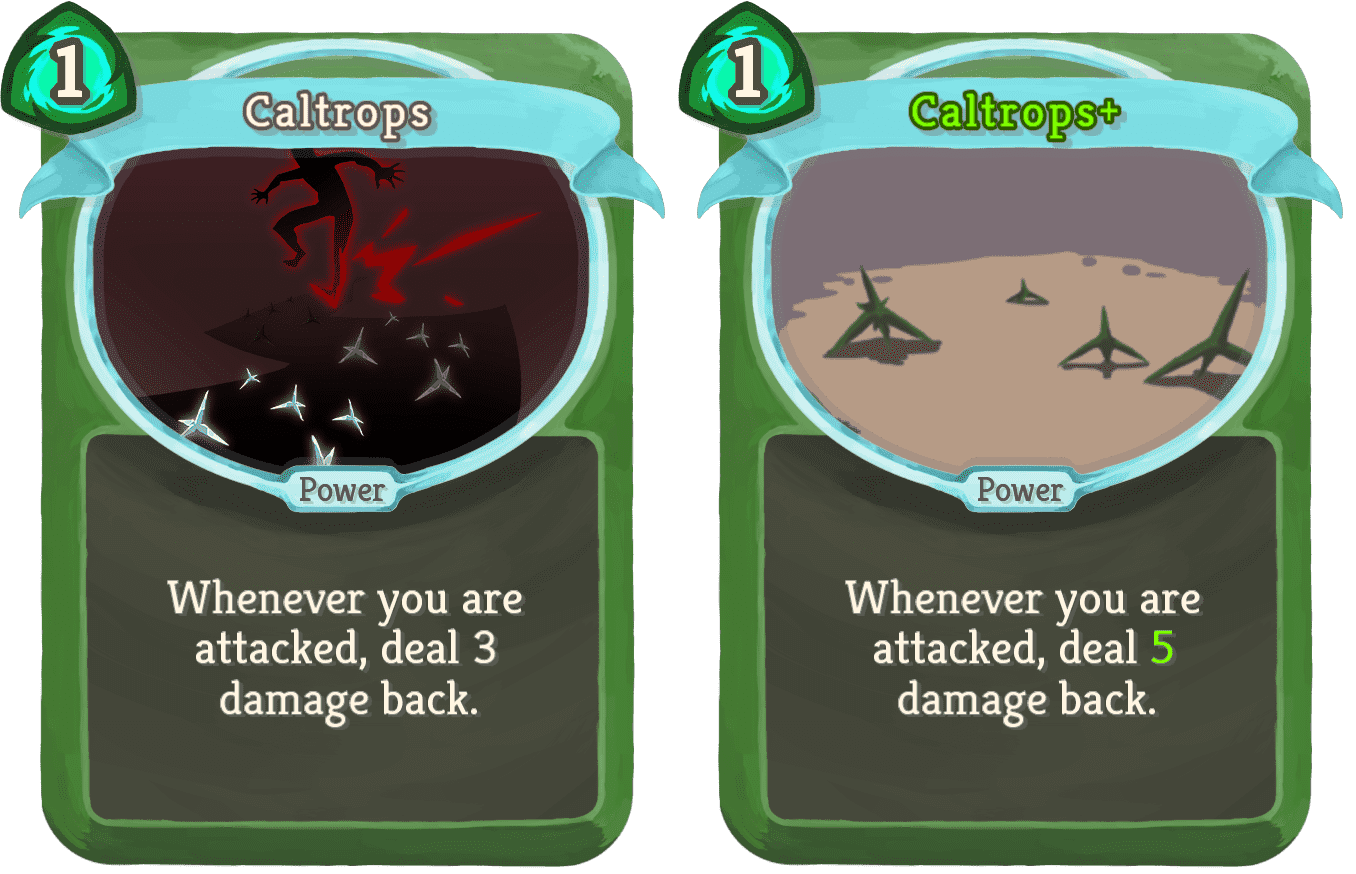 1
Caltrops
Power
Whenever you are
attacked, deal 3
damage back.
1
Caltrops+
Power
Whenever you are
attacked, deal 5
damage back.